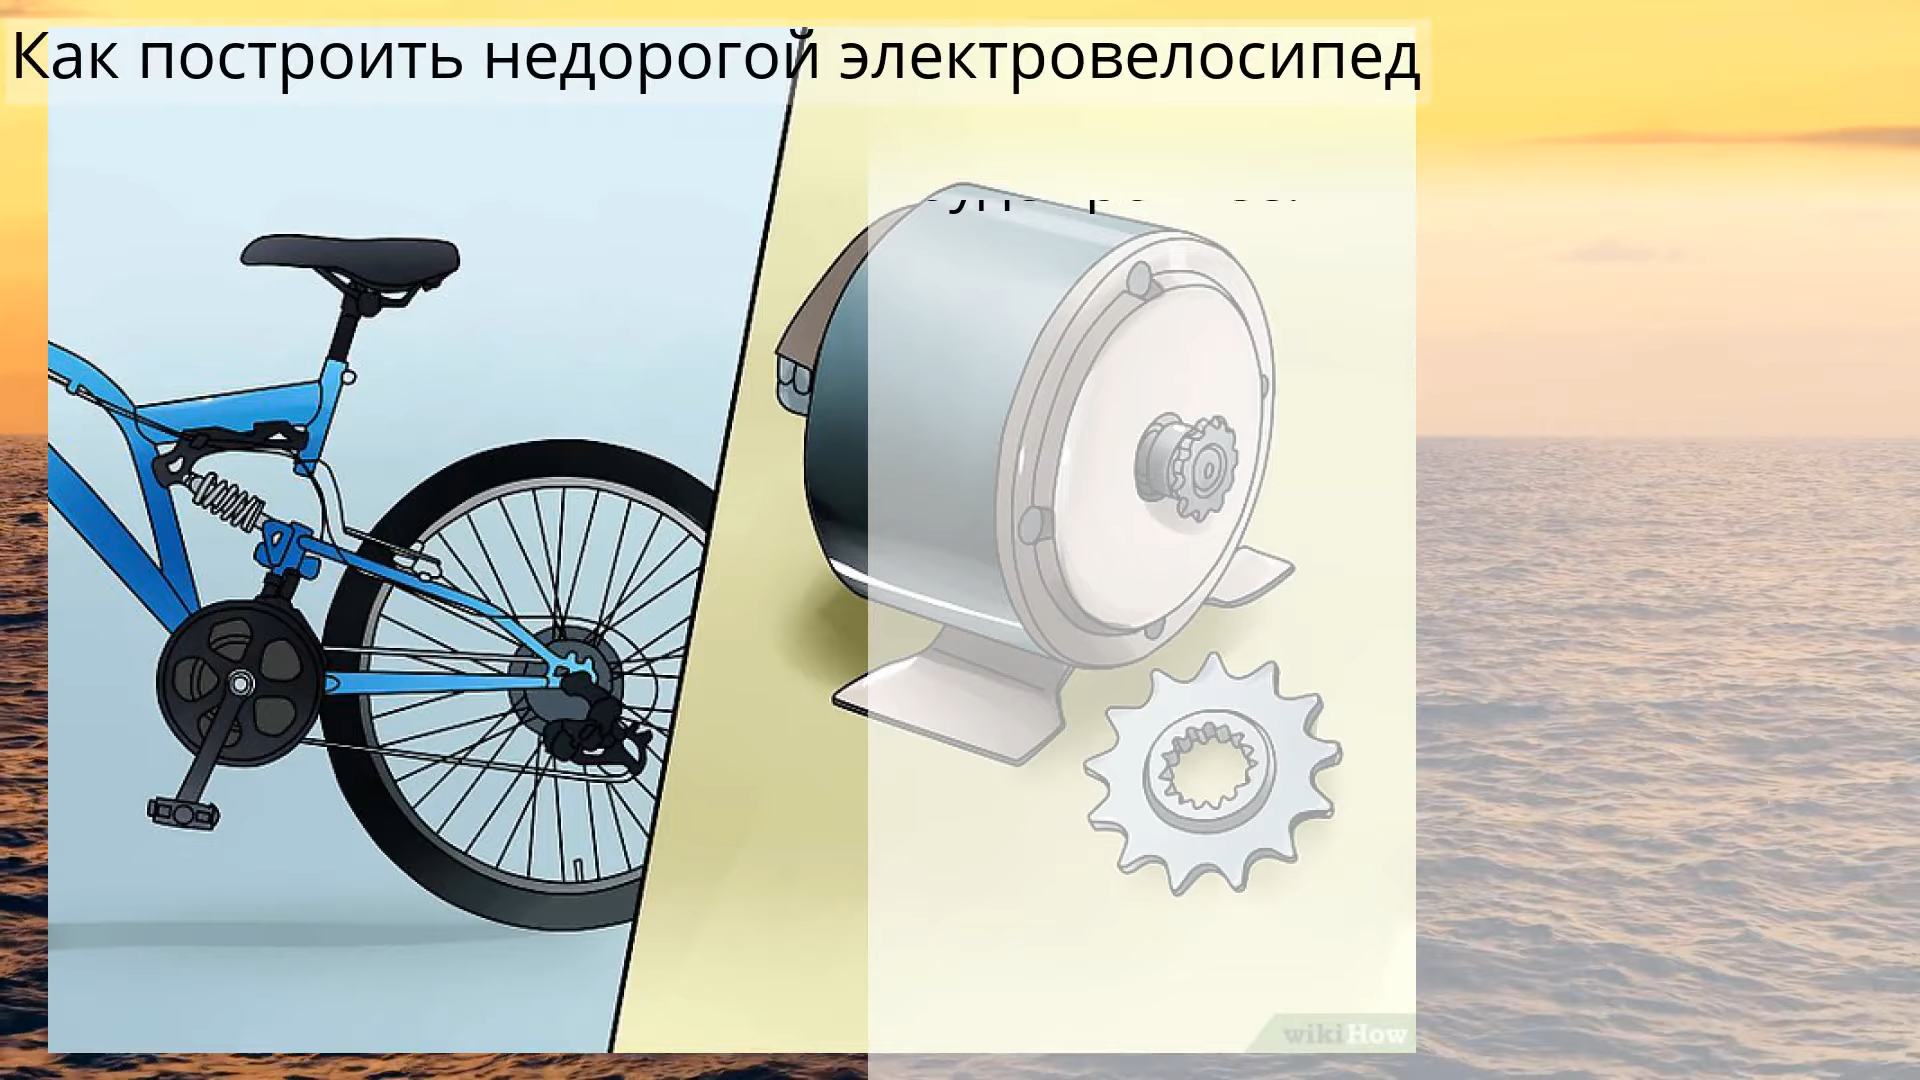 Как построить недорогой электровелосипед
wikiHow